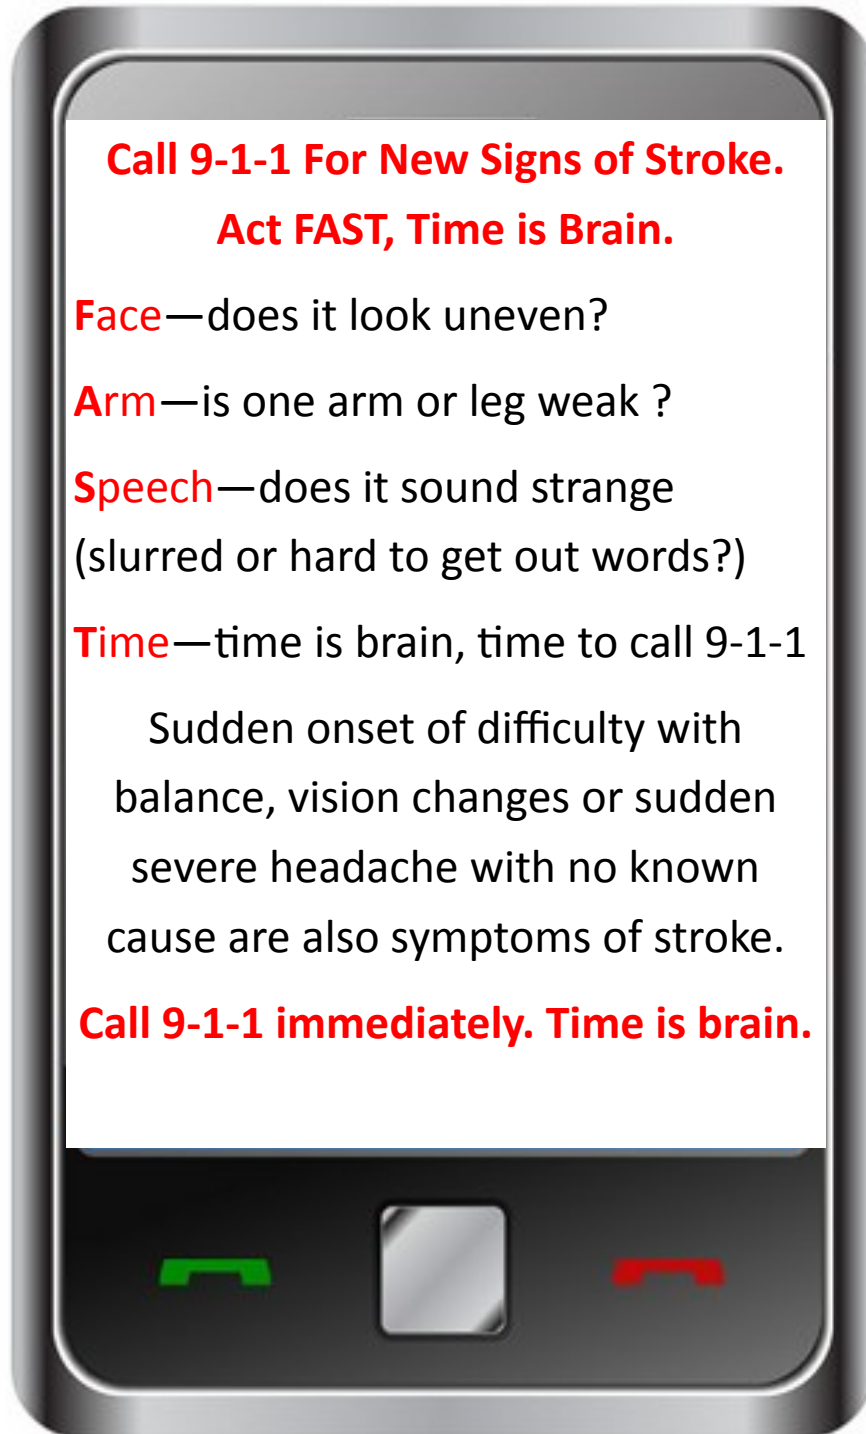 Call 9-1-1 For New Signs of Stroke.
Act FAST, Time is Brain.
Face—does it look uneven?
Arm—is one arm or leg weak ?
Speech—does it sound strange
(slurred or hard to get out words?)
Time—time is brain, time to call 9-1-1
Sudden onset of difficulty with
balance, vision changes or sudden
severe headache with no known
cause are also symptoms of stroke.
Call 9-1-1 immediately. Time is brain.